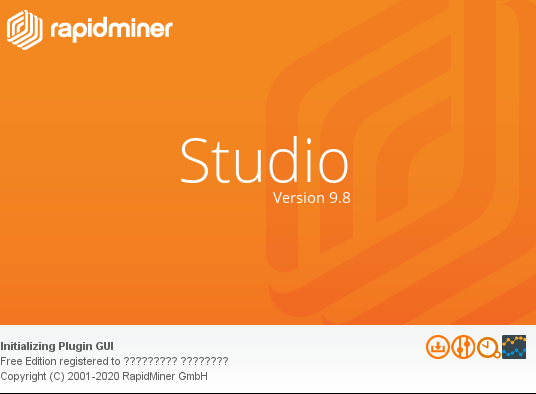 rapidminer
Studio
Version 9.8
Initializing Plugin GUI
Free Edition registered to ????????? ????????
Copyright (C) 2001-2020 RapidMiner GmbH